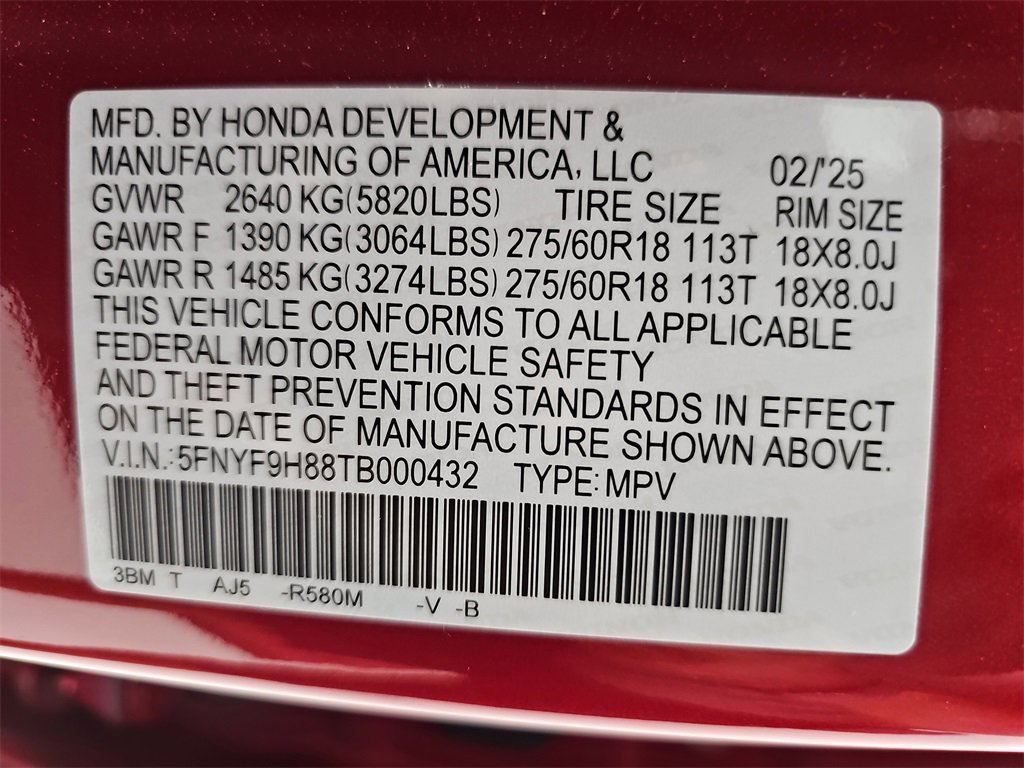 MFD. BY HONDA DEVELOPMENT &
MANUFACTURING OF AMERICA, LLC 02/'25
GVWR 2640 KG(5820LBS) TIRE SIZE RIM SIZE
GAWR F 1390 KG(3064LBS) 275/60R18 113T 18X8.0J
GAWR R 1485 KG(3274LBS) 275/60R18 113T 18X8.0J
THIS VEHICLE CONFORMS TO ALL APPLICABLE
FEDERAL MOTOR VEHICLE SAFETY
AND THEFT PREVENTION STANDARDS IN EFFECT
ON THE DATE OF MANUFACTURE SHOWN ABOVE.
V.I.N.:5FNYF9H88TB000432 TYPE:MPV
3BM T AJ5 -R580M -V -B